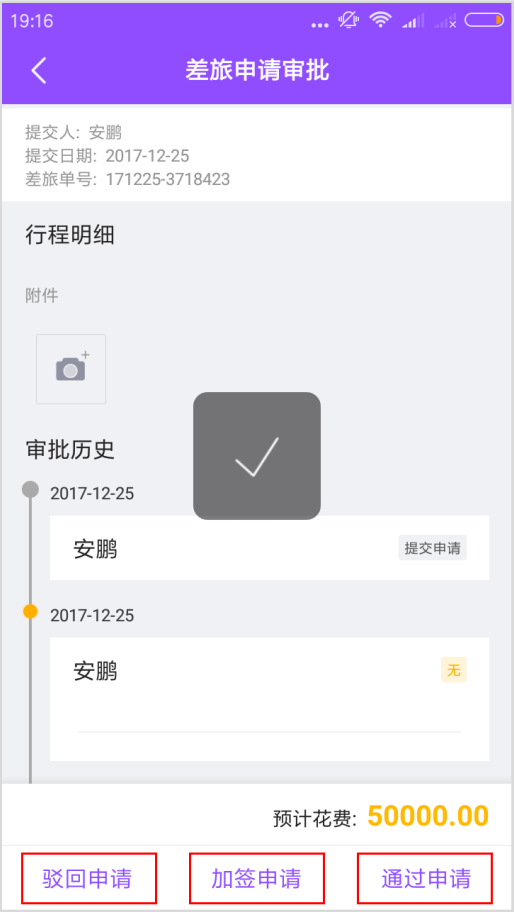 19:16
差旅申请审批
提交人: 安鹏
提交日期: 2017-12-25
差旅单号: 171225-3718423
行程明细
附件
审批历史
2017-12-25
安鹏 提交申请
2017-12-25
安鹏 无
预计花费: 50000.00
驳回申请 加签申请 通过申请